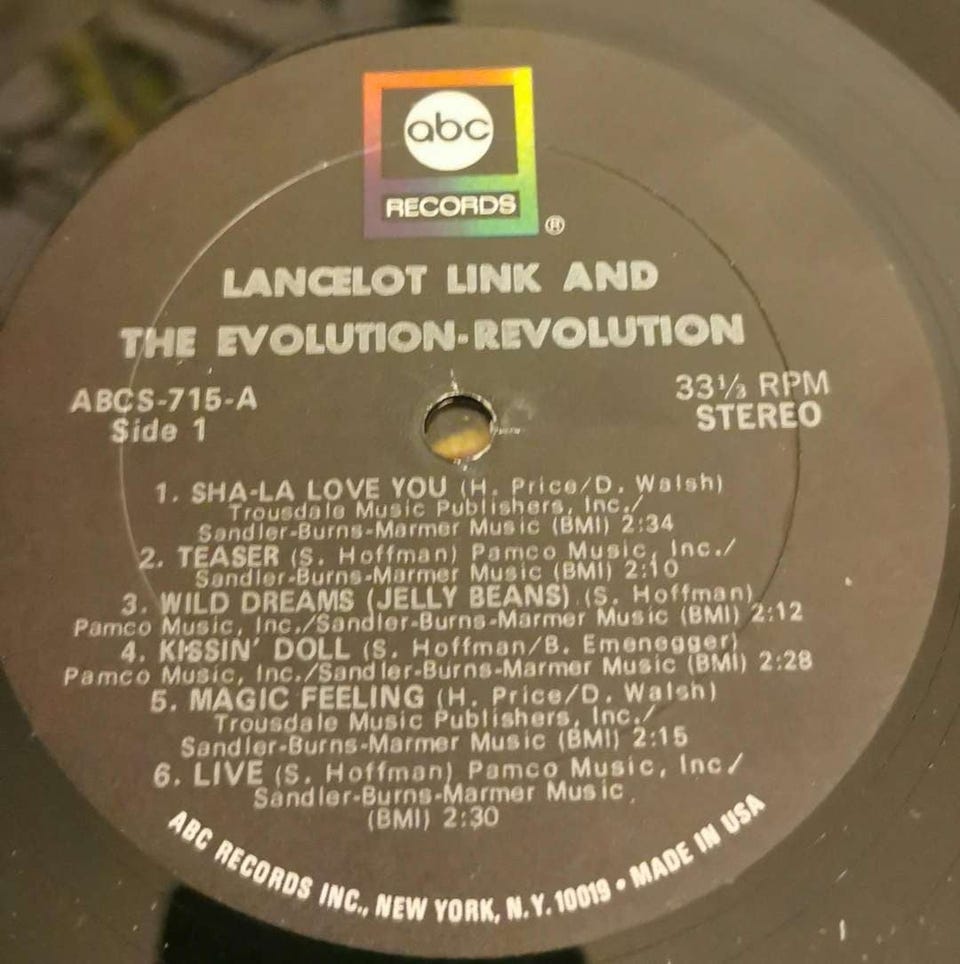 abc
RECORDS
®
LANCELOT LINK AND
THE EVOLUTION-REVOLUTION
ABCS-715-A
Side 1
33⅓ RPM
STEREO
1. SHA-LA LOVE YOU (H. Price/D. Walsh)
Trousdale Music Publishers, Inc./
Sandler-Burns-Marmer Music (BMI) 2:34
2. TEASER (S. Hoffman) Pamco Music, Inc./
Sandler-Burns-Marmer Music (BMI) 2:10
3. WILD DREAMS (JELLY BEANS) (S. Hoffman)
Pamco Music, Inc./Sandler-Burns-Marmer Music (BMI) 2:12
4. KISSIN' DOLL (S. Hoffman/B. Emenegger)
Pamco Music, Inc./Sandler-Burns-Marmer Music (BMI) 2:28
5. MAGIC FEELING (H. Price/D. Walsh)
Trousdale Music Publishers, Inc./
Sandler-Burns-Marmer Music (BMI) 2:15
6. LIVE (S. Hoffman) Pamco Music, Inc/
Sandler-Burns-Marmer Music
(BMI) 2:30
ABC RECORDS INC., NEW YORK, N.Y. 10019 • MADE IN USA